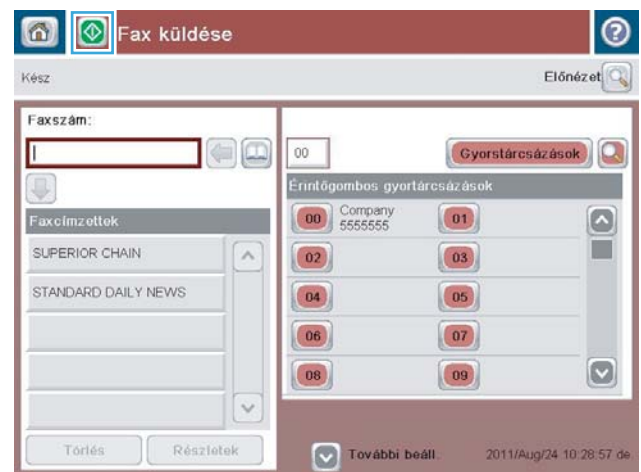 Fax küldése
Kész
Előnézet
Faxszám:
00
Gyorstárcsázások
Érintőgombos gyortárcsázások
Faxcímzettek
SUPERIOR CHAIN
STANDARD DAILY NEWS
00 Company 01
5555555
02 03
04 05
06 07
08 09
Törlés Részletek
További beáll.
2011/Aug/24 10:28:57 de